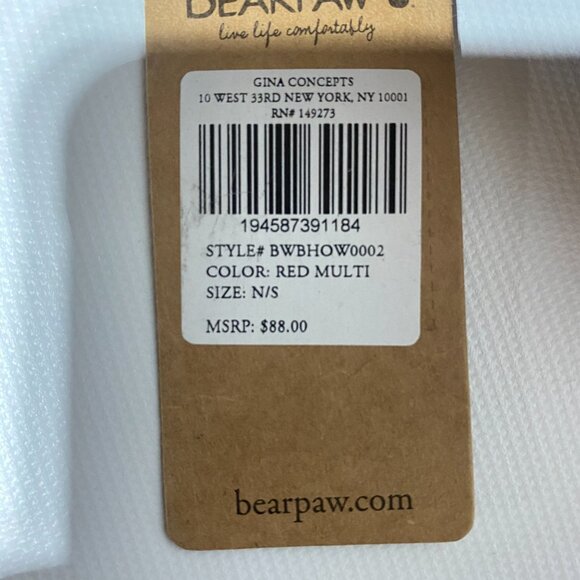 BEARPAW
live life comfortably
GINA CONCEPTS
10 WEST 33RD NEW YORK, NY 10001
RN# 149273
194587391184
STYLE# BWBHOW0002
COLOR: RED MULTI
SIZE: N/S
MSRP: $88.00
bearpaw.com